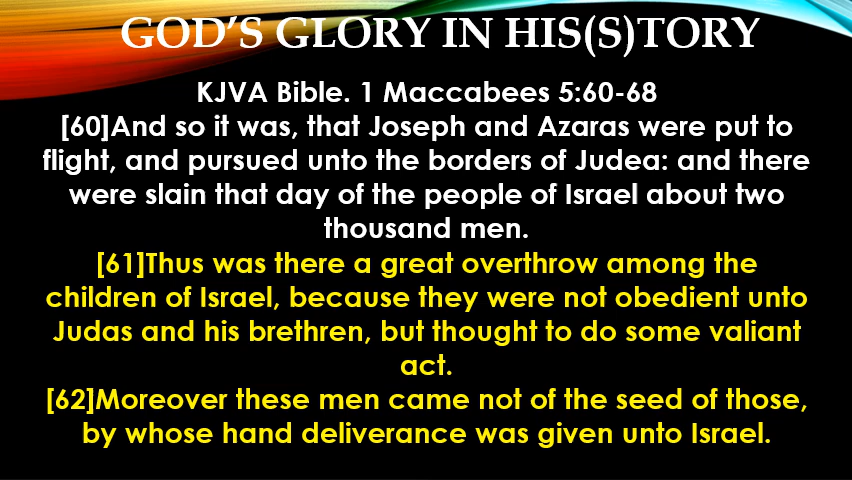 GOD’S GLORY IN HIS(S)TORY
KJVA Bible. 1 Maccabees 5:60-68
[60]And so it was, that Joseph and Azaras were put to
flight, and pursued unto the borders of Judea: and there
were slain that day of the people of Israel about two
thousand men.
[61]Thus was there a great overthrow among the
children of Israel, because they were not obedient unto
Judas and his brethren, but thought to do some valiant
act.
[62]Moreover these men came not of the seed of those,
by whose hand deliverance was given unto Israel.